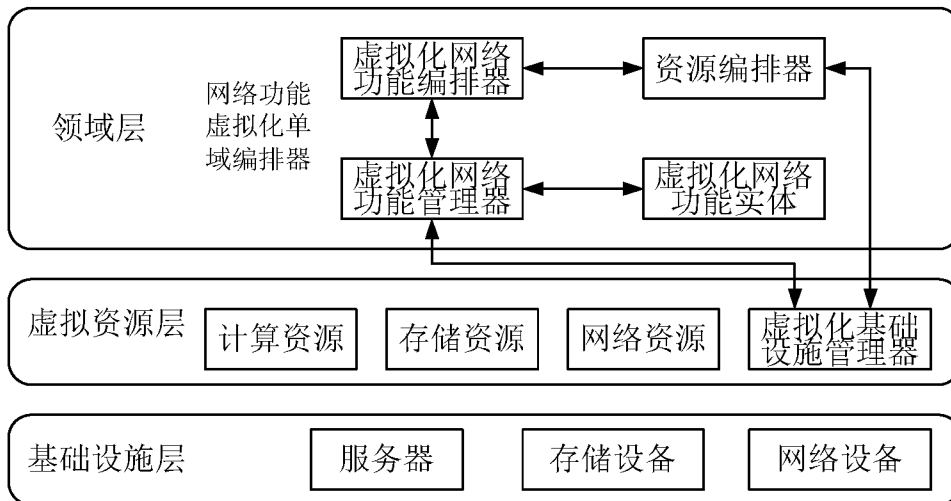 领域层
网络功能
虚拟化单
域编排器
虚拟化网络
功能编排器
资源编排器
虚拟化网络
功能管理器
虚拟化网络
功能实体
虚拟资源层
计算资源
存储资源
网络资源
虚拟化基础
设施管理器
基础设施层
服务器
存储设备
网络设备